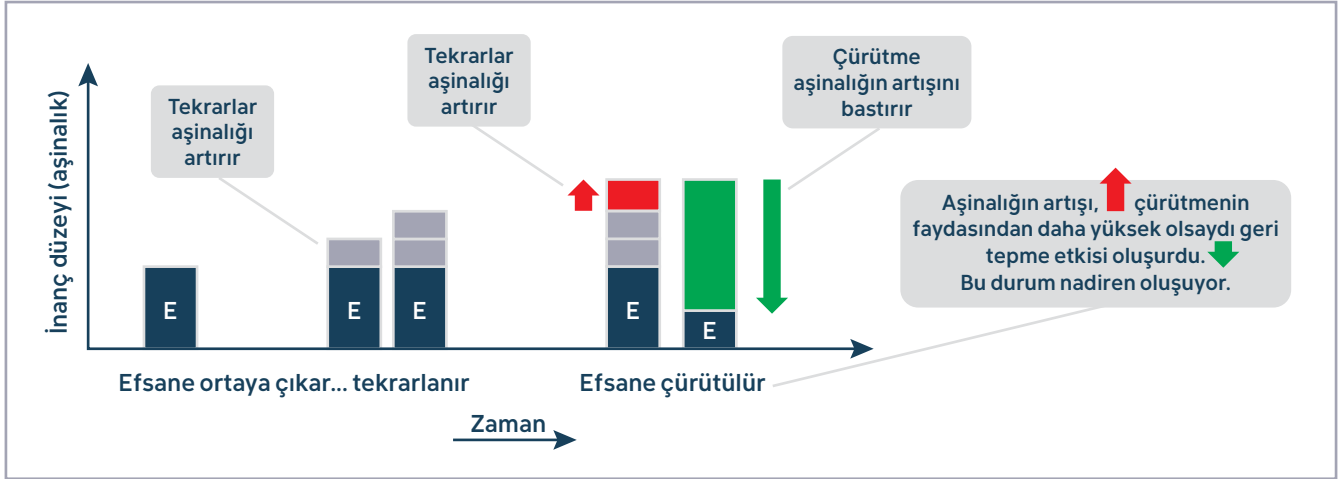 İnanç düzeyi (aşinalık)
Tekrarlar
aşinalığı
artırır
Tekrarlar
aşinalığı
artırır
Çürütme
aşinalığın artışını
bastırır
Aşinalığın artışı, çürütmenin
faydasından daha yüksek olsaydı geri
tepme etkisi oluşurdu.
Bu durum nadiren oluşuyor.
E
E
E
E
E
Efsane ortaya çıkar... tekrarlanır
Efsane çürütülür
Zaman